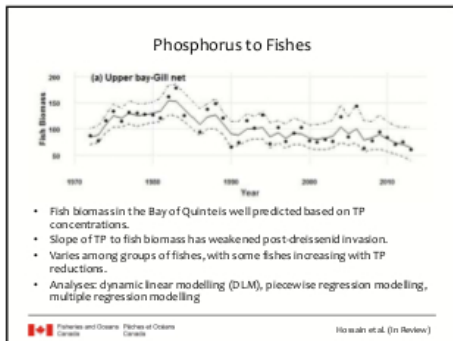 Phosphorus to Fishes
(a) Upper bay-Gill net
200
150
100
50
Fish Biomass
1970
1980
1990
2000
2010
Year
• Fish biomass in the Bay of Quinte is well predicted based on TP
concentrations.
• Slope of TP to fish biomass has weakened post-dreissenid invasion.
• Varies among groups of fishes, with some fishes increasing with TP
reductions.
• Analyses: dynamic linear modelling (DLM), piecewise regression modelling,
multiple regression modelling
Fisheries and Oceans Pêches et Océans
Canada Canada
Hossain et al. (In Review)